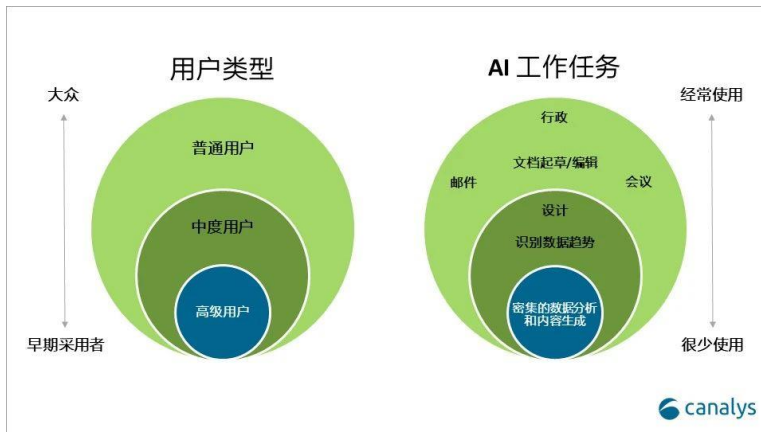 用户类型
大众
普通用户
中度用户
高级用户
早期采用者
AI 工作任务
经常使用
行政
文档起草/编辑
邮件
会议
设计
识别数据趋势
密集的数据分析
和内容生成
很少使用
canalys